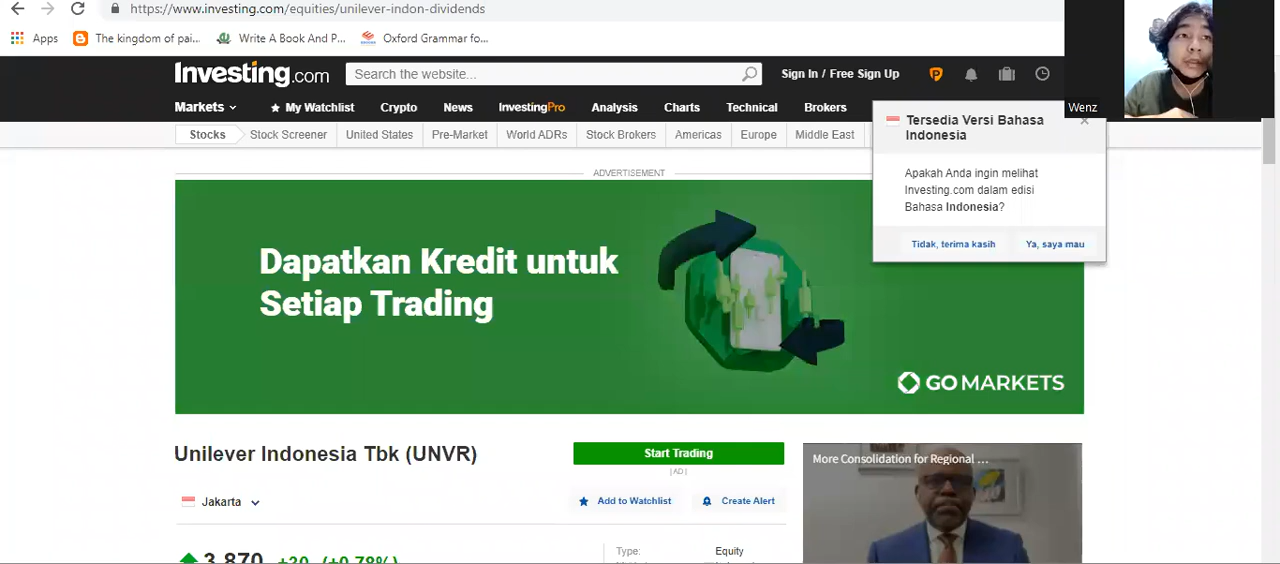 https://www.investing.com/equities/unilever-indon-dividends
Apps
The kingdom of pai...
Write A Book And P...
Oxford Grammar fo...
Investing.com
Search the website...
Sign In / Free Sign Up
Wenz
Markets
My Watchlist
Crypto
News
InvestingPro
Analysis
Charts
Technical
Brokers
Tersedia Versi Bahasa
Indonesia
Stocks
Stock Screener
United States
Pre-Market
World ADRs
Stock Brokers
Americas
Europe
Middle East
ADVERTISEMENT
Apakah Anda ingin melihat
Investing.com dalam edisi
Bahasa Indonesia?
Tidak, terima kasih
Ya, saya mau
Dapatkan Kredit untuk
Setiap Trading
GO MARKETS
Unilever Indonesia Tbk (UNVR)
Start Trading
[AD]
More Consolidation for Regional ...
Jakarta
Add to Watchlist
Create Alert
3,870 +30 (+0.78%)
Type:
Equity